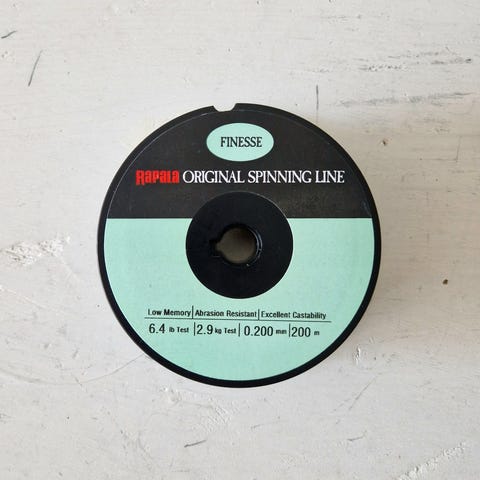 FINESSE
Rapala ORIGINAL SPINNING LINE
Low Memory | Abrasion Resistant | Excellent Castability
6.4 lb Test | 2.9 kg Test | 0.200 mm | 200 m